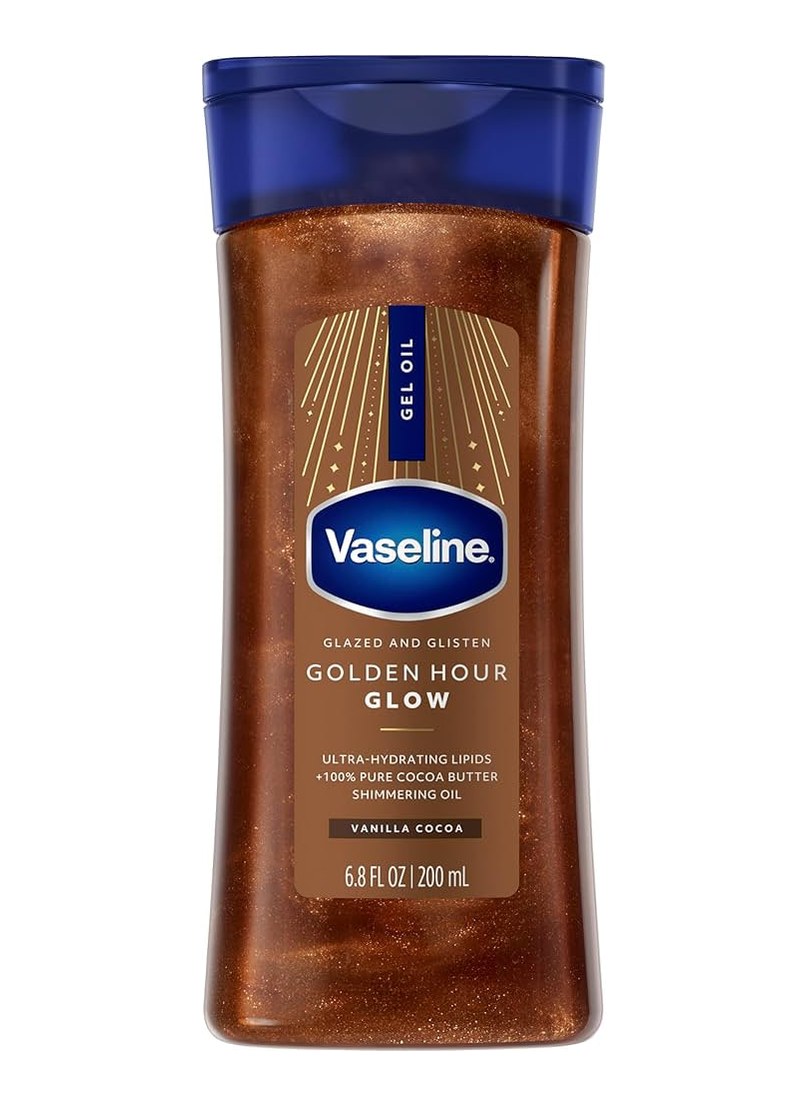 GEL OIL
Vaseline®
GLAZED AND GLISTEN
GOLDEN HOUR
GLOW
ULTRA-HYDRATING LIPIDS
+100% PURE COCOA BUTTER
SHIMMERING OIL
VANILLA COCOA
6.8 FL OZ | 200 mL